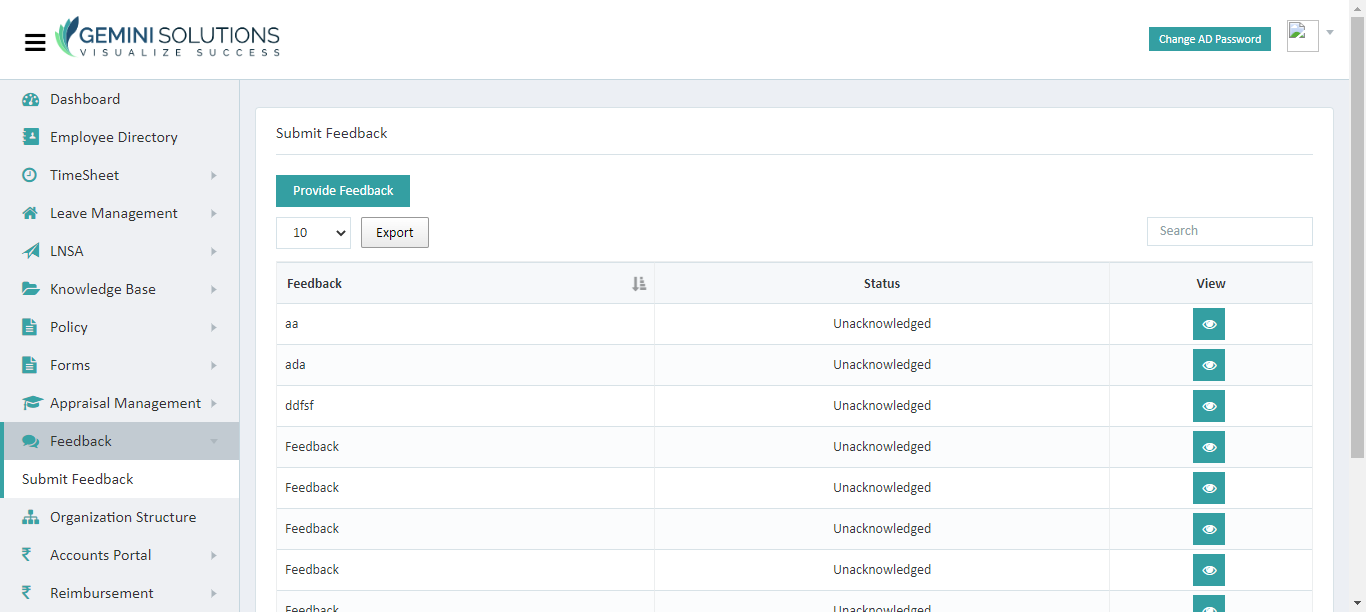 GEMINI SOLUTIONS
VISUALIZE SUCCESS
Change AD Password
Dashboard
Employee Directory
TimeSheet
Leave Management
LNSA
Knowledge Base
Policy
Forms
Appraisal Management
Feedback
Submit Feedback
Organization Structure
₹ Accounts Portal
₹ Reimbursement
Submit Feedback
Provide Feedback
10 Export Search
Feedback Status View
aa Unacknowledged
ada Unacknowledged
ddfsf Unacknowledged
Feedback Unacknowledged
Feedback Unacknowledged
Feedback Unacknowledged
Feedback Unacknowledged
Feedback Unacknowledged